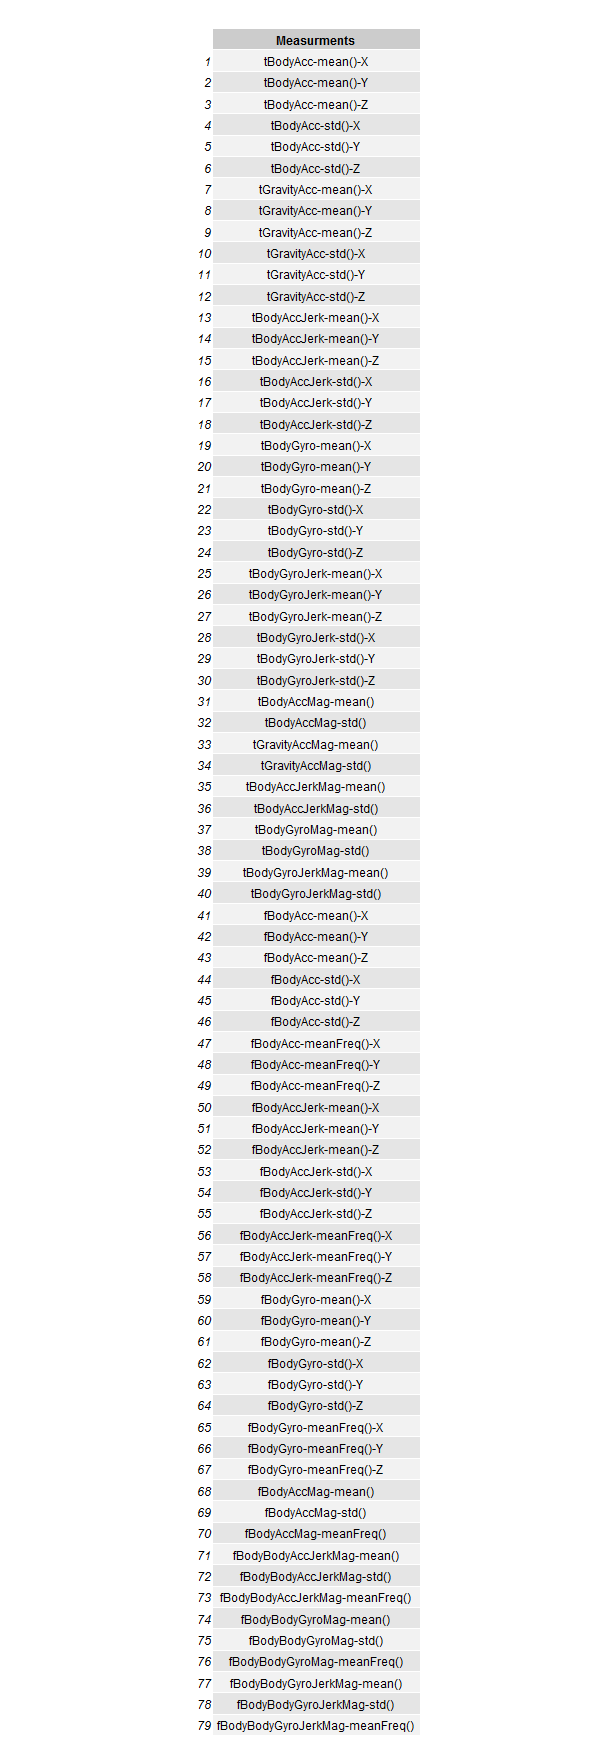 Measurments
1 tBodyAcc-mean()-X
2 tBodyAcc-mean()-Y
3 tBodyAcc-mean()-Z
4 tBodyAcc-std()-X
5 tBodyAcc-std()-Y
6 tBodyAcc-std()-Z
7 tGravityAcc-mean()-X
8 tGravityAcc-mean()-Y
9 tGravityAcc-mean()-Z
10 tGravityAcc-std()-X
11 tGravityAcc-std()-Y
12 tGravityAcc-std()-Z
13 tBodyAccJerk-mean()-X
14 tBodyAccJerk-mean()-Y
15 tBodyAccJerk-mean()-Z
16 tBodyAccJerk-std()-X
17 tBodyAccJerk-std()-Y
18 tBodyAccJerk-std()-Z
19 tBodyGyro-mean()-X
20 tBodyGyro-mean()-Y
21 tBodyGyro-mean()-Z
22 tBodyGyro-std()-X
23 tBodyGyro-std()-Y
24 tBodyGyro-std()-Z
25 tBodyGyroJerk-mean()-X
26 tBodyGyroJerk-mean()-Y
27 tBodyGyroJerk-mean()-Z
28 tBodyGyroJerk-std()-X
29 tBodyGyroJerk-std()-Y
30 tBodyGyroJerk-std()-Z
31 tBodyAccMag-mean()
32 tBodyAccMag-std()
33 tGravityAccMag-mean()
34 tGravityAccMag-std()
35 tBodyAccJerkMag-mean()
36 tBodyAccJerkMag-std()
37 tBodyGyroMag-mean()
38 tBodyGyroMag-std()
39 tBodyGyroJerkMag-mean()
40 tBodyGyroJerkMag-std()
41 fBodyAcc-mean()-X
42 fBodyAcc-mean()-Y
43 fBodyAcc-mean()-Z
44 fBodyAcc-std()-X
45 fBodyAcc-std()-Y
46 fBodyAcc-std()-Z
47 fBodyAcc-meanFreq()-X
48 fBodyAcc-meanFreq()-Y
49 fBodyAcc-meanFreq()-Z
50 fBodyAccJerk-mean()-X
51 fBodyAccJerk-mean()-Y
52 fBodyAccJerk-mean()-Z
53 fBodyAccJerk-std()-X
54 fBodyAccJerk-std()-Y
55 fBodyAccJerk-std()-Z
56 fBodyAccJerk-meanFreq()-X
57 fBodyAccJerk-meanFreq()-Y
58 fBodyAccJerk-meanFreq()-Z
59 fBodyGyro-mean()-X
60 fBodyGyro-mean()-Y
61 fBodyGyro-mean()-Z
62 fBodyGyro-std()-X
63 fBodyGyro-std()-Y
64 fBodyGyro-std()-Z
65 fBodyGyro-meanFreq()-X
66 fBodyGyro-meanFreq()-Y
67 fBodyGyro-meanFreq()-Z
68 fBodyAccMag-mean()
69 fBodyAccMag-std()
70 fBodyAccMag-meanFreq()
71 fBodyBodyAccJerkMag-mean()
72 fBodyBodyAccJerkMag-std()
73 fBodyBodyAccJerkMag-meanFreq()
74 fBodyBodyGyroMag-mean()
75 fBodyBodyGyroMag-std()
76 fBodyBodyGyroMag-meanFreq()
77 fBodyBodyGyroJerkMag-mean()
78 fBodyBodyGyroJerkMag-std()
79 fBodyBodyGyroJerkMag-meanFreq()